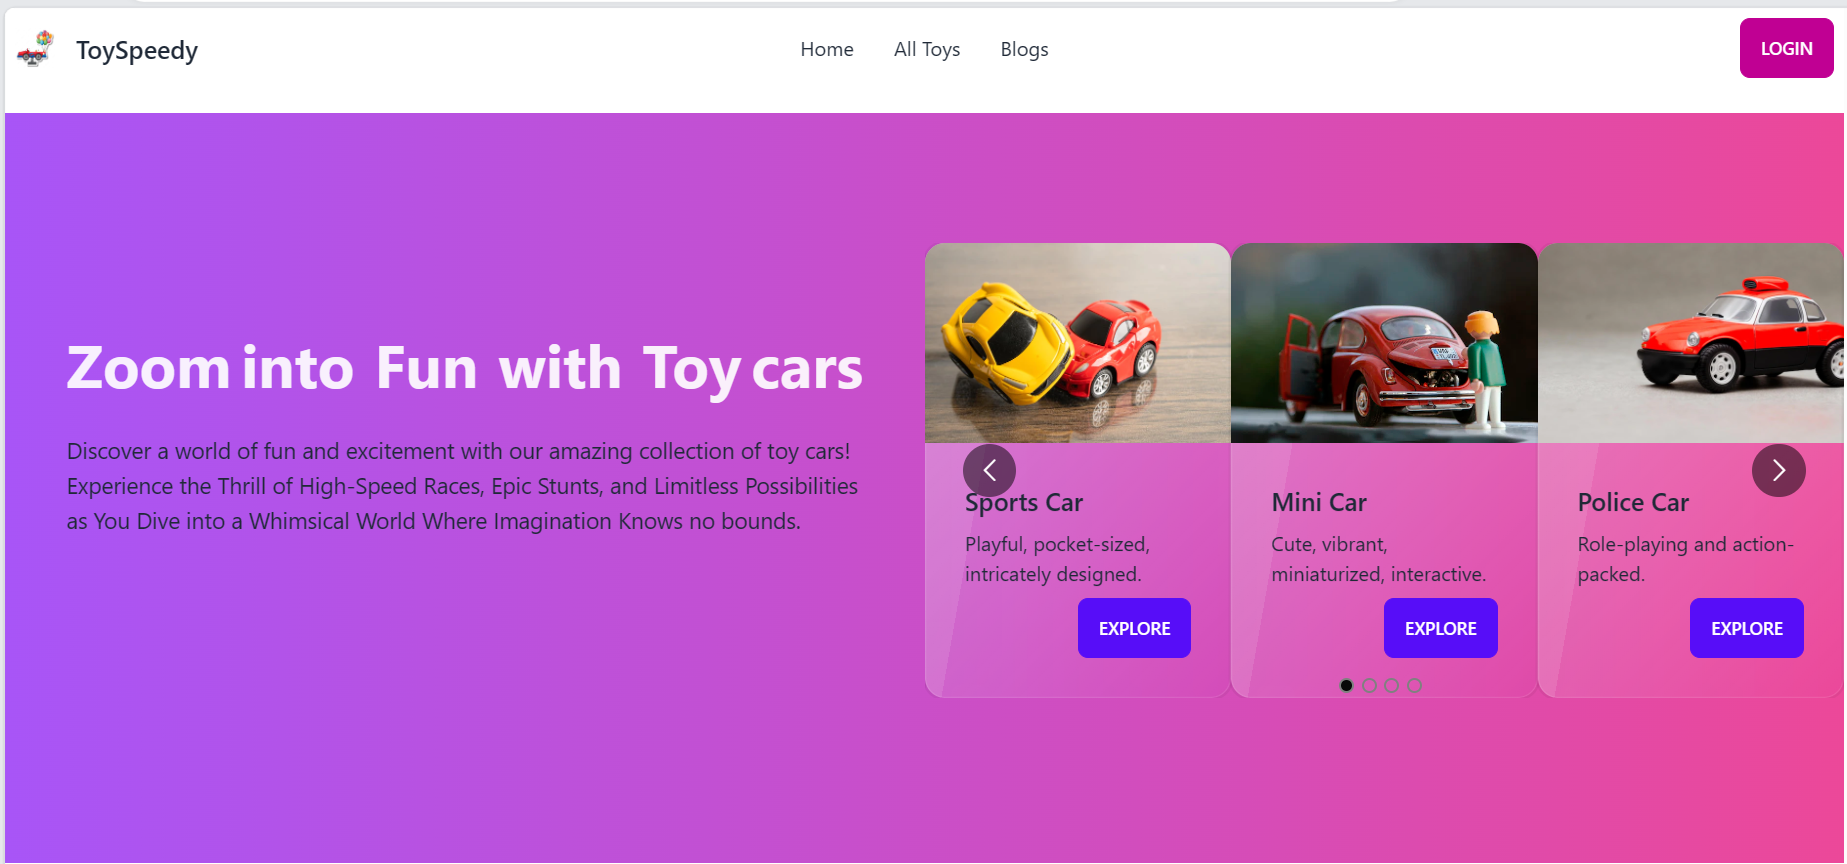 ToySpeedy
Home
All Toys
Blogs
LOGIN
Zoom into Fun with Toy cars
Discover a world of fun and excitement with our amazing collection of toy cars!
Experience the Thrill of High-Speed Races, Epic Stunts, and Limitless Possibilities
as You Dive into a Whimsical World Where Imagination Knows no bounds.
Sports Car
Playful, pocket-sized,
intricately designed.
EXPLORE
Mini Car
Cute, vibrant,
miniaturized, interactive.
EXPLORE
Police Car
Role-playing and action-
packed.
EXPLORE